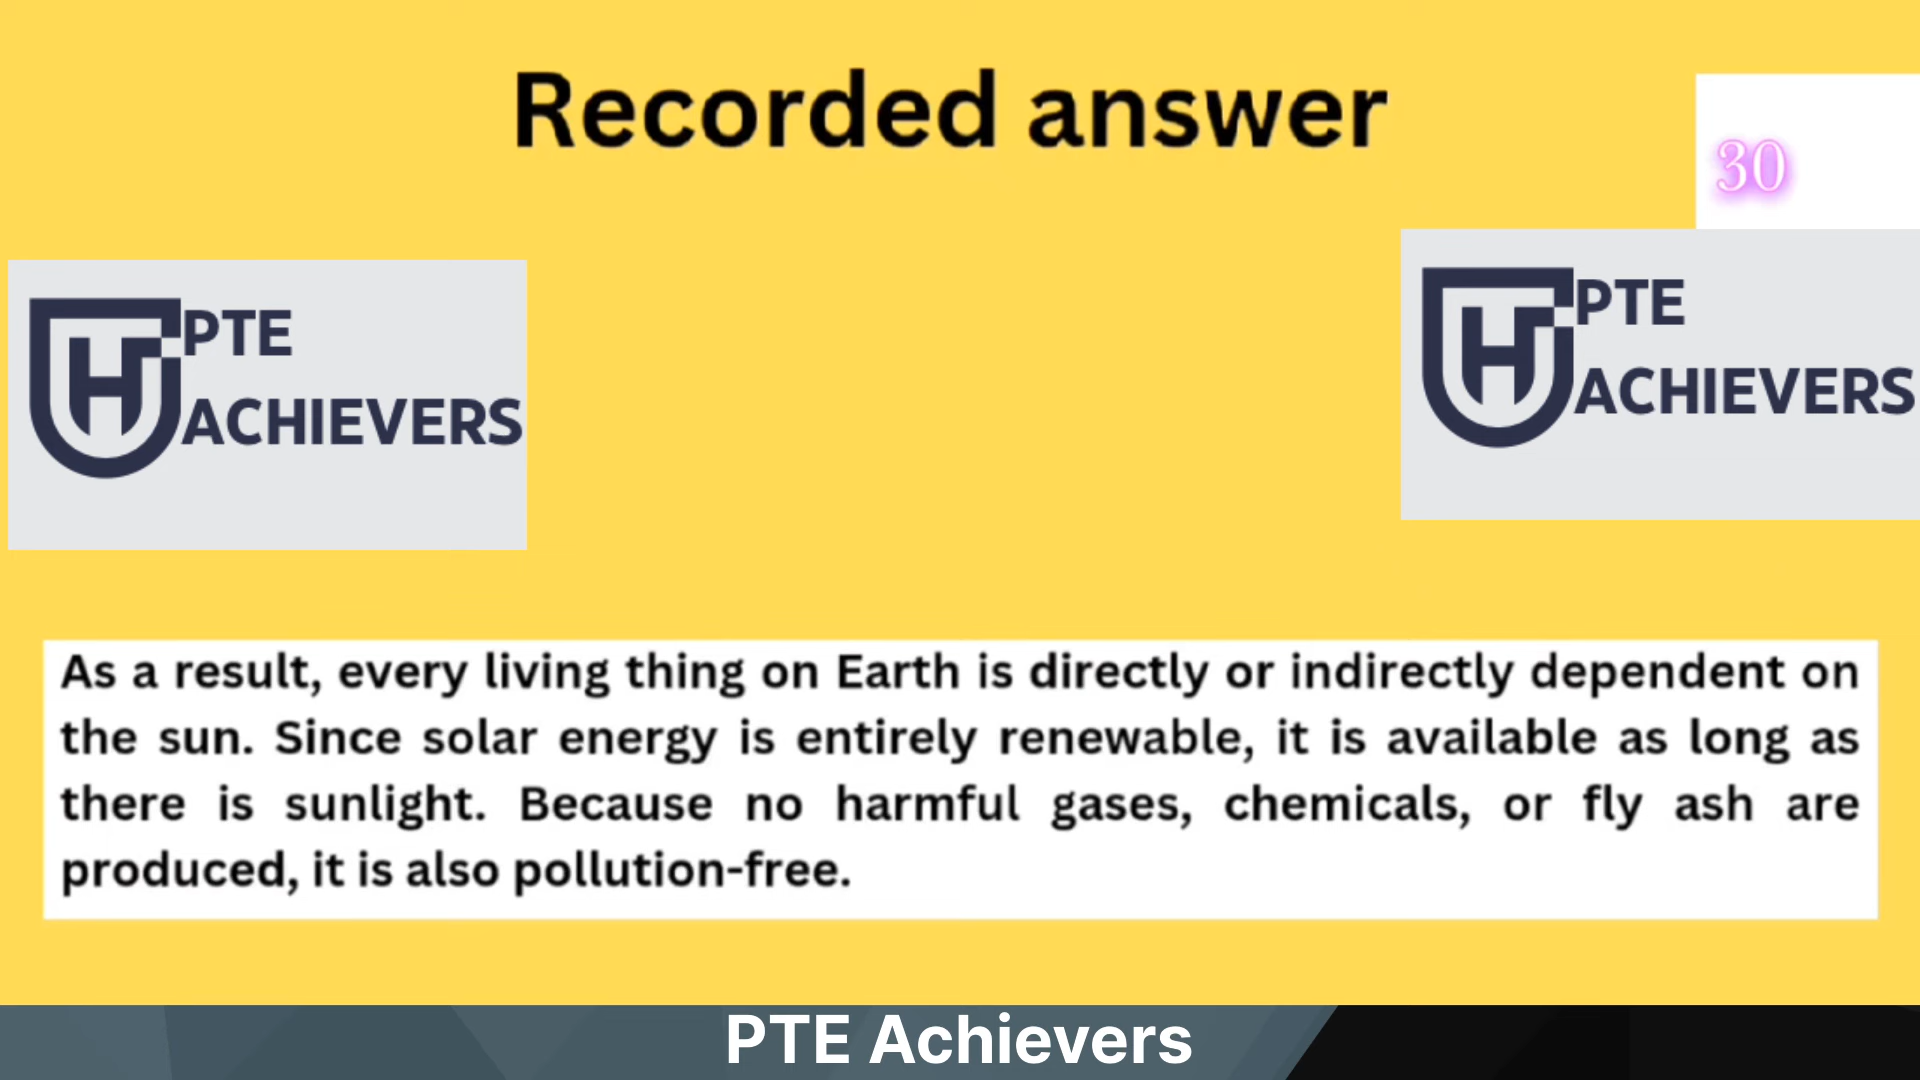 Recorded answer
30
PTE
ACHIEVERS
PTE
ACHIEVERS
As a result, every living thing on Earth is directly or indirectly dependent on
the sun. Since solar energy is entirely renewable, it is available as long as
there is sunlight. Because no harmful gases, chemicals, or fly ash are
produced, it is also pollution-free.
PTE Achievers